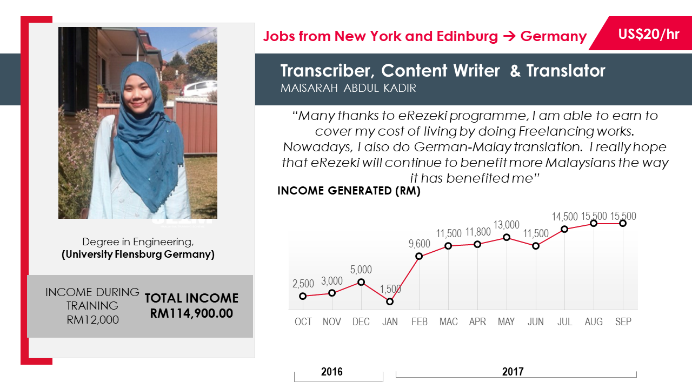 Jobs from New York and Edinburg → Germany
US$20/hr
Transcriber, Content Writer & Translator
MAISARAH ABDUL KADIR
“Many thanks to eRezeki programme, I am able to earn to
cover my cost of living by doing Freelancing works.
Nowadays, I also do German-Malay translation. I really hope
that eRezeki will continue to benefit more Malaysians the way
it has benefited me”
Degree in Engineering,
(University Flensburg Germany)
INCOME DURING
TRAINING
RM12,000
TOTAL INCOME
RM114,900.00
INCOME GENERATED (RM)
2,500 3,000 5,000 1,500 9,600 11,500 11,800 13,000 11,500 14,500 15,500 15,500
OCT NOV DEC JAN FEB MAC APR MAY JUN JUL AUG SEP
2016 2017